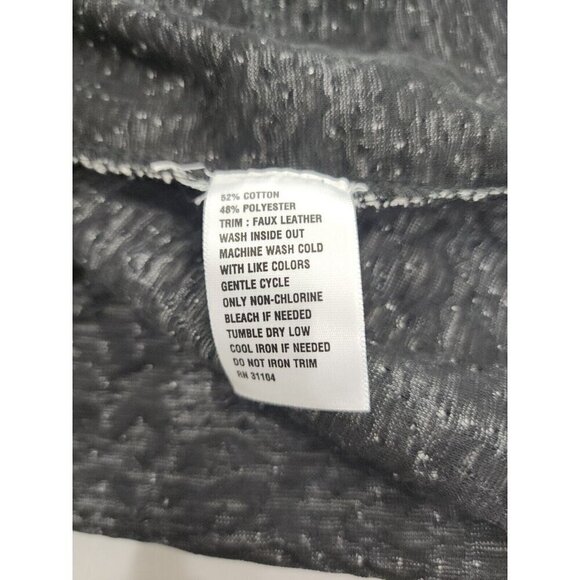 52% COTTON
48% POLYESTER
TRIM : FAUX LEATHER
WASH INSIDE OUT
MACHINE WASH COLD
WITH LIKE COLORS
GENTLE CYCLE
ONLY NON-CHLORINE
BLEACH IF NEEDED
TUMBLE DRY LOW
COOL IRON IF NEEDED
DO NOT IRON TRIM
RN 31104